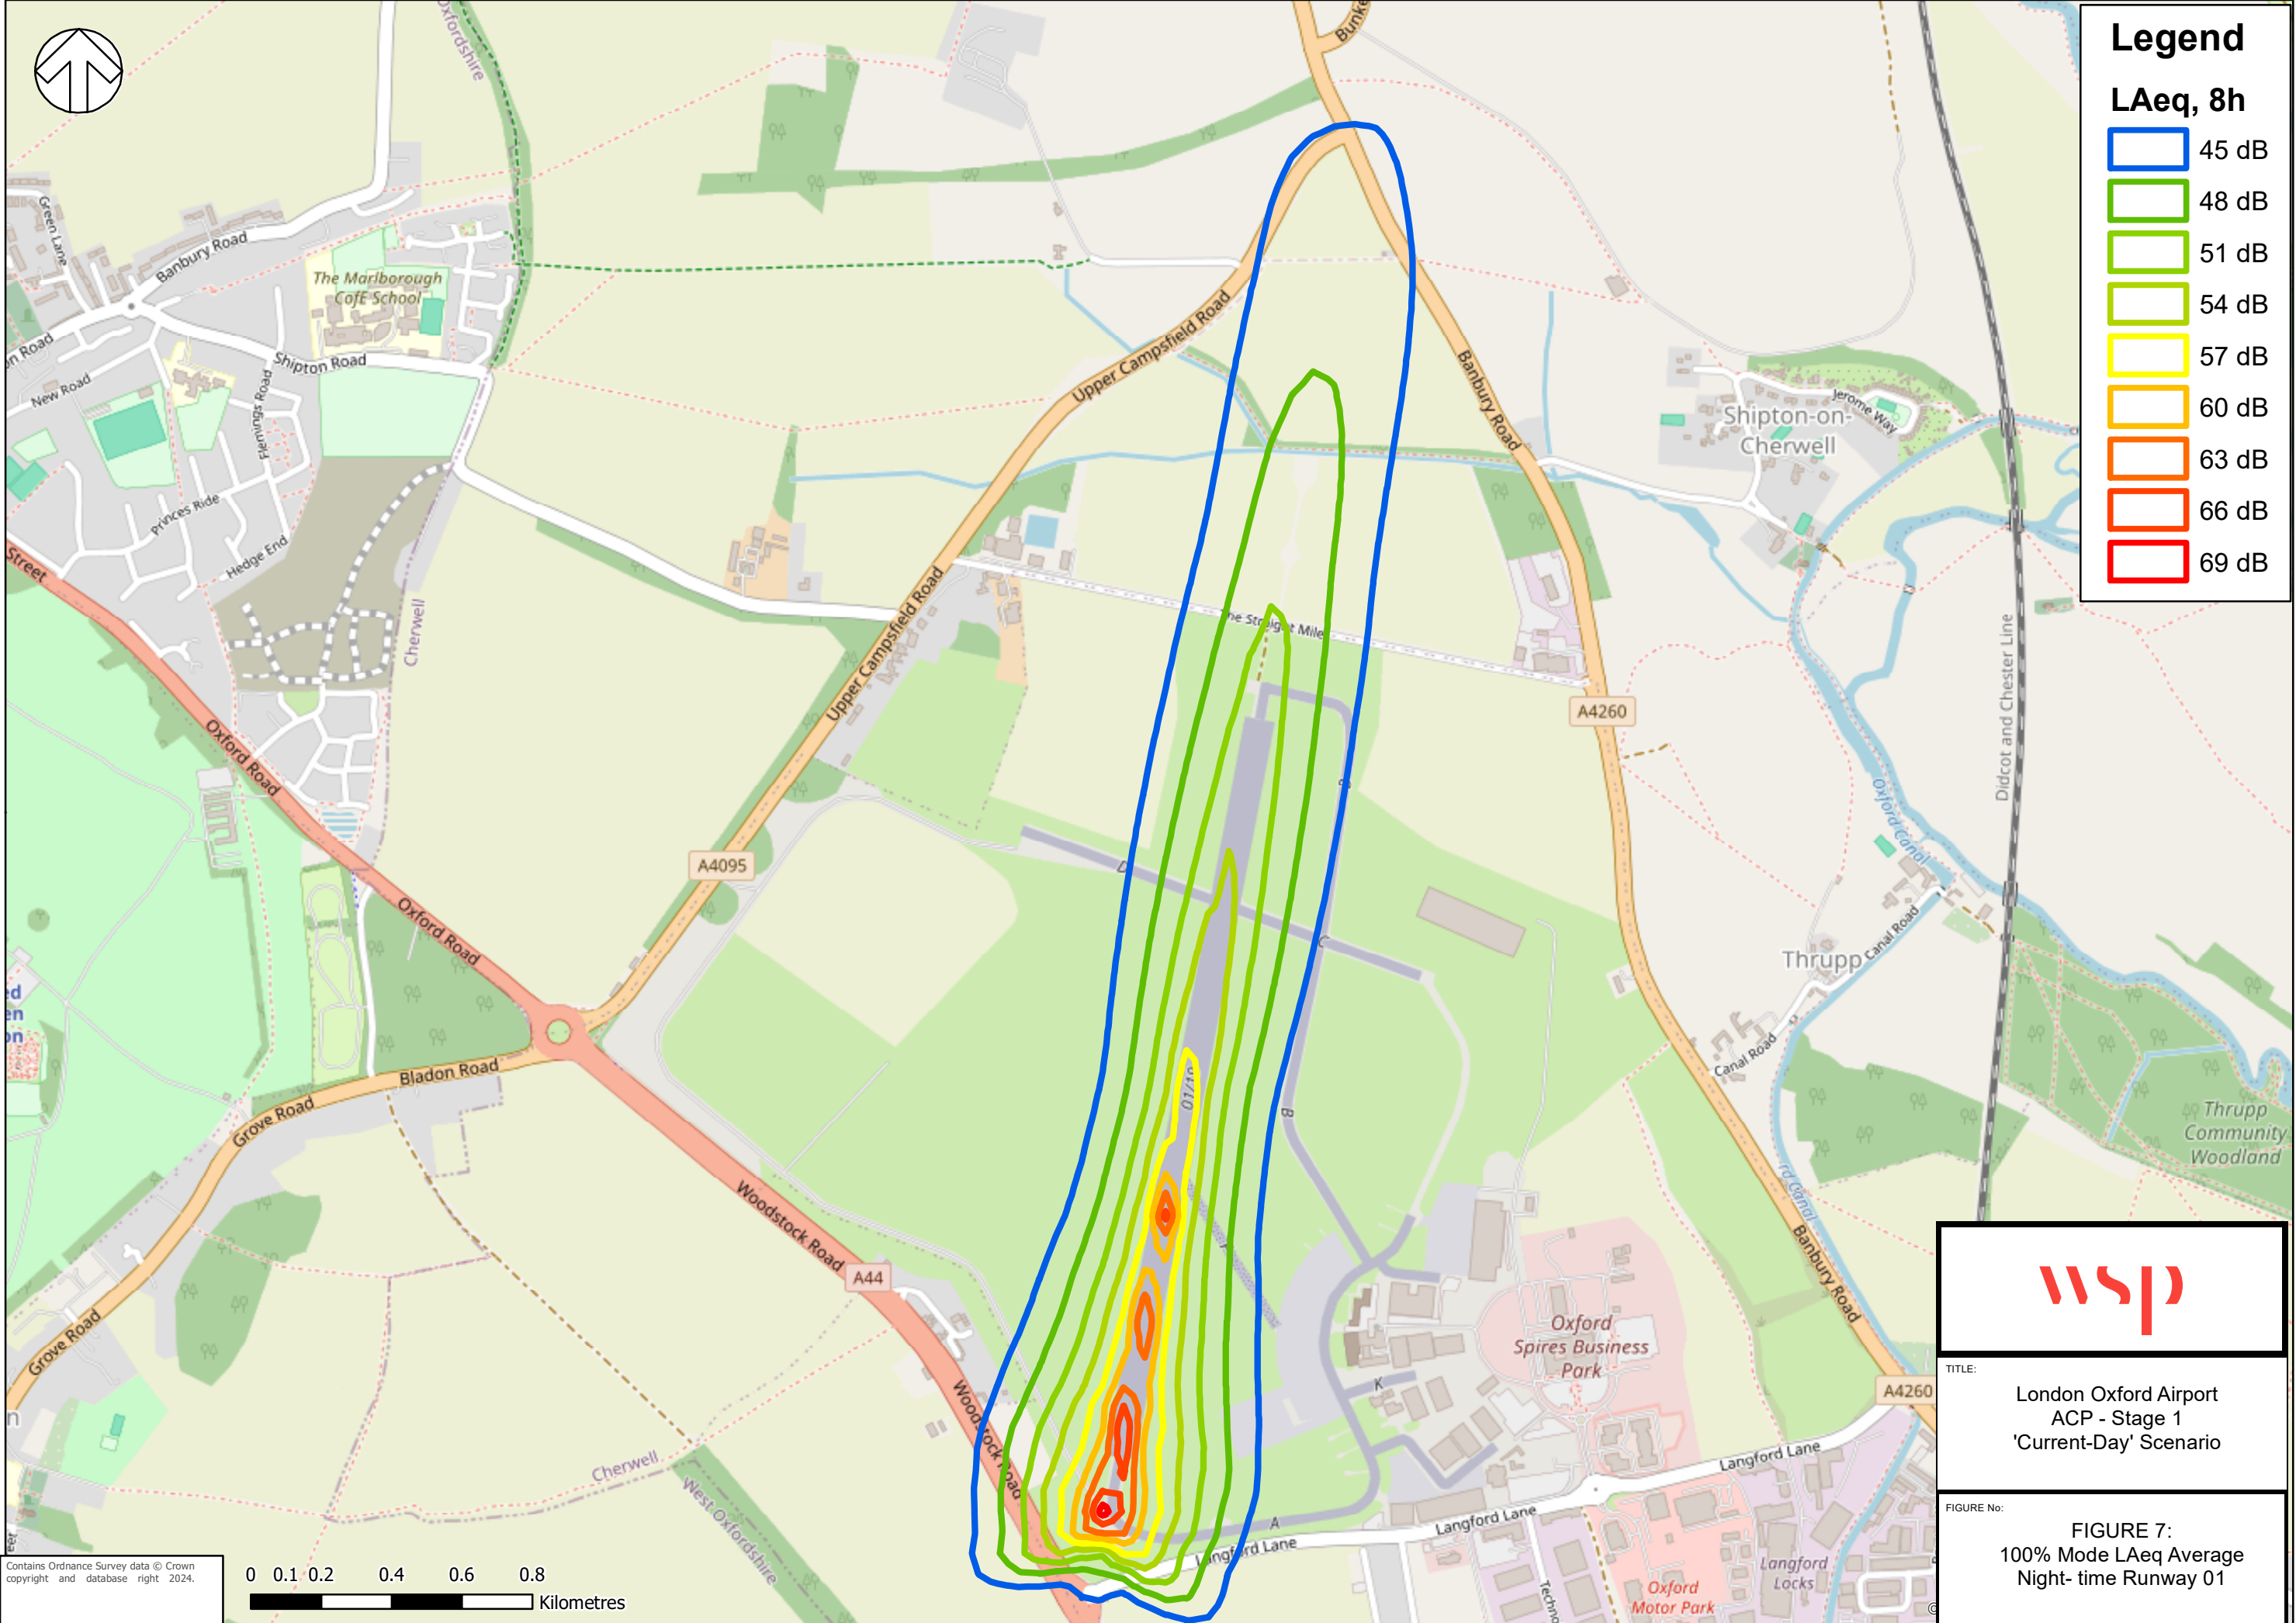 Legend
LAeq, 8h
45 dB
48 dB
51 dB
54 dB
57 dB
60 dB
63 dB
66 dB
69 dB
Oxfordshire
Green Lane
Banbury Road
The Marlborough
CofE School
Shipton Road
New Road
Flemings Road
Princes Ride
Hedge End
Street
Cherwell
Oxford Road
Upper Campsfield Road
Upper Campsfield Road
Banbury Road
Shipton-on-
Cherwell
Jerome Way
The Straight Mile
A4260
Didcot and Chester Line
Oxford Canal
A4095
Oxford Road
D
C
B
B
01/19
Thrupp
Canal Road
Canal Road
Thrupp
Community
Woodland
Bladon Road
Grove Road
Grove Road
Woodstock Road
A44
Woodstock Road
rd Canal
Banbury Road
Oxford
Spires Business
Park
K
A
A4260
Langford Lane
Langford Lane
Langford Lane
Cherwell
West Oxfordshire
Langford
Locks
Oxford
Motor Park
Techno
wsp
TITLE:
London Oxford Airport
ACP - Stage 1
'Current-Day' Scenario
FIGURE No:
FIGURE 7:
100% Mode LAeq Average
Night- time Runway 01
Contains Ordnance Survey data © Crown
copyright and database right 2024.
0 0.1 0.2 0.4 0.6 0.8
Kilometres